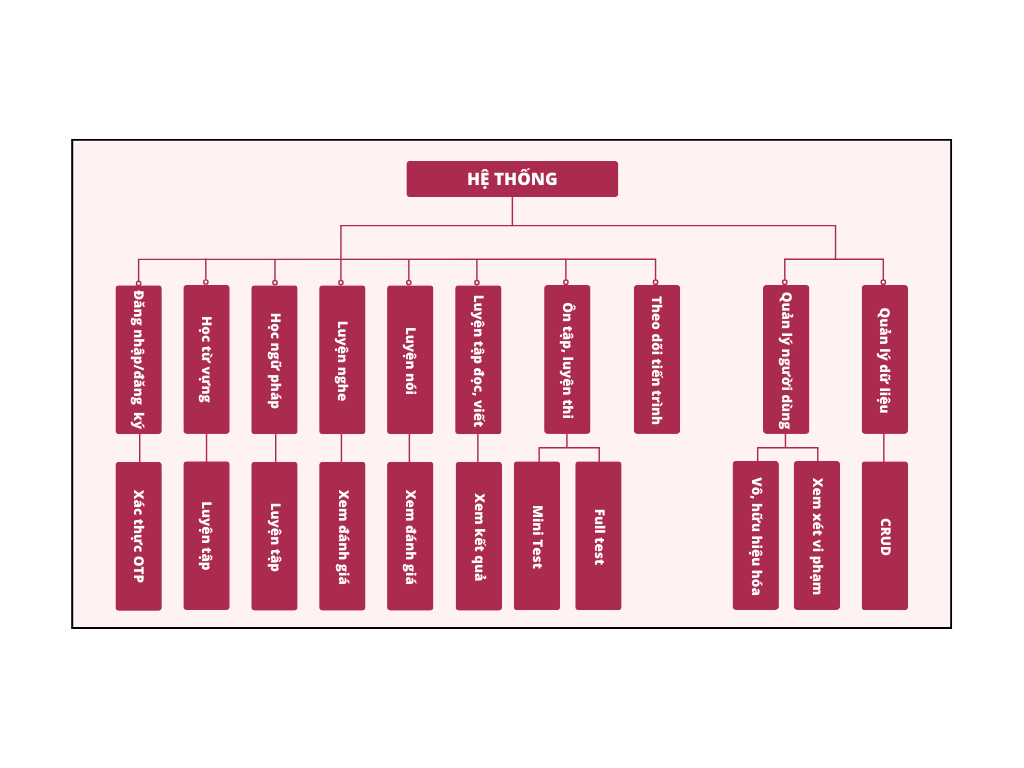 HỆ THỐNG
Đăng nhập/đăng ký
Học từ vựng
Học ngữ pháp
Luyện nghe
Luyện nói
Luyện tập đọc, viết
Ôn tập, luyện thi
Theo dõi tiến trình
Quản lý người dùng
Quản lý dữ liệu
Xác thực OTP
Luyện tập
Luyện tập
Xem đánh giá
Xem đánh giá
Xem kết quả
Mini Test
Full test
Vô, hữu hiệu hóa
Xem xét vi phạm
CRUD